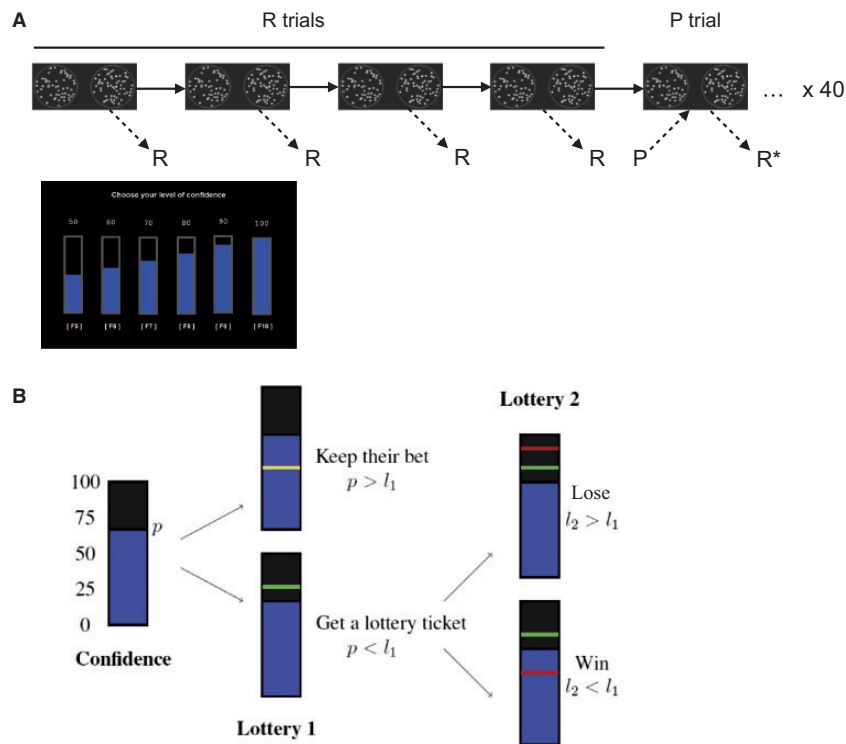 A
R trials
P trial
... x 40
R
R
R
R
P
R*
Choose your level of confidence
50 60 70 80 90 100
[ F5 ] [ F6 ] [ F7 ] [ F8 ] [ F9 ] [ F10 ]
B
Lottery 2
100
75
50
25
0
p
Confidence
Keep their bet
p > l₁
Get a lottery ticket
p < l₁
Lottery 1
Lose
l₂ > l₁
Win
l₂ < l₁